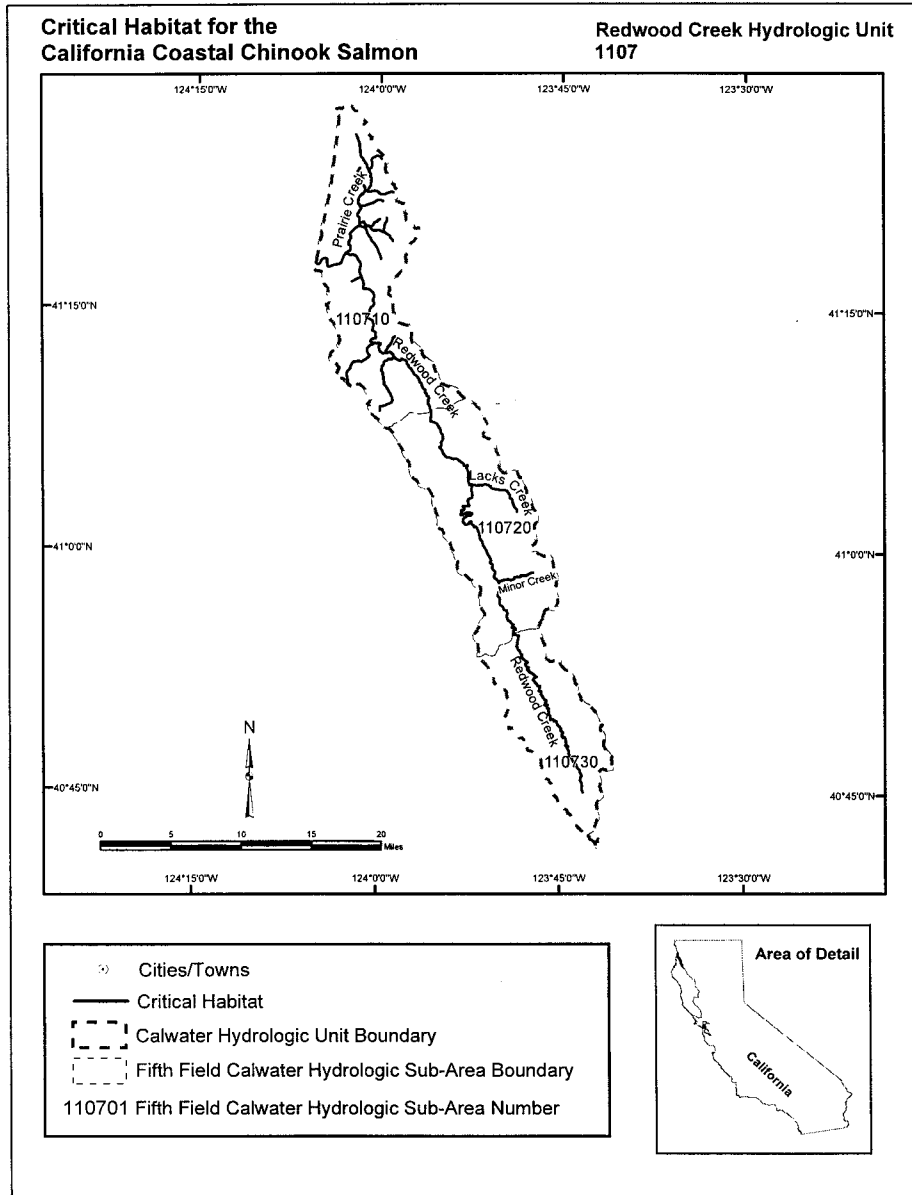 Critical Habitat for the
California Coastal Chinook Salmon
Redwood Creek Hydrologic Unit
1107
124°15'0"W
124°0'0"W
123°45'0"W
123°30'0"W
Prairie Creek
41°15'0"N
41°15'0"N
110710
Redwood Creek
Lacks Creek
110720
41°0'0"N
41°0'0"N
Minor Creek
Redwood Creek
N
110730
40°45'0"N
40°45'0"N
0 5 10 15 20
Miles
124°15'0"W
124°0'0"W
123°45'0"W
123°30'0"W
Cities/Towns
Critical Habitat
Calwater Hydrologic Unit Boundary
Fifth Field Calwater Hydrologic Sub-Area Boundary
110701 Fifth Field Calwater Hydrologic Sub-Area Number
Area of Detail
California